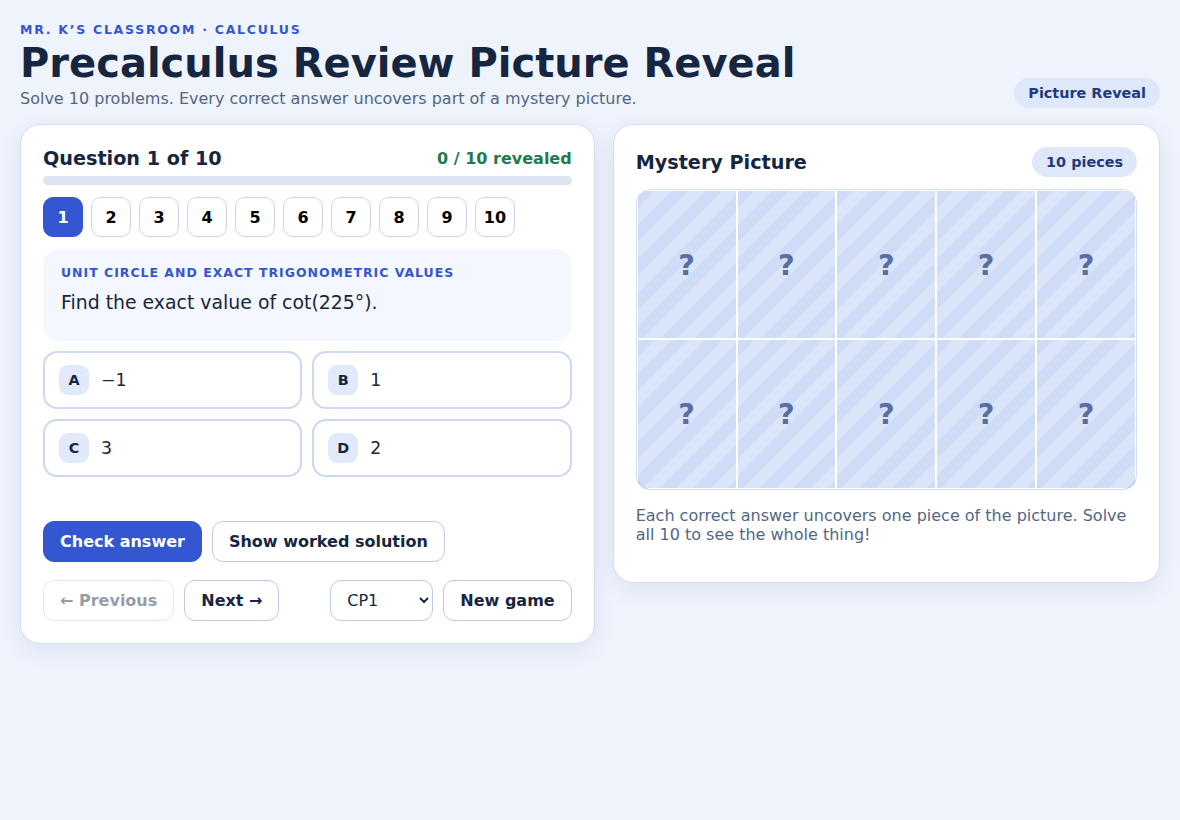 MR. K’S CLASSROOM · CALCULUS
Precalculus Review Picture Reveal
Solve 10 problems. Every correct answer uncovers part of a mystery picture.
Picture Reveal
Question 1 of 10
0 / 10 revealed
1 2 3 4 5 6 7 8 9 10
UNIT CIRCLE AND EXACT TRIGONOMETRIC VALUES
Find the exact value of cot(225°).
A −1
B 1
C 3
D 2
Check answer
Show worked solution
← Previous
Next →
CP1
New game
Mystery Picture
10 pieces
? ? ? ? ?
? ? ? ? ?
Each correct answer uncovers one piece of the picture. Solve
all 10 to see the whole thing!